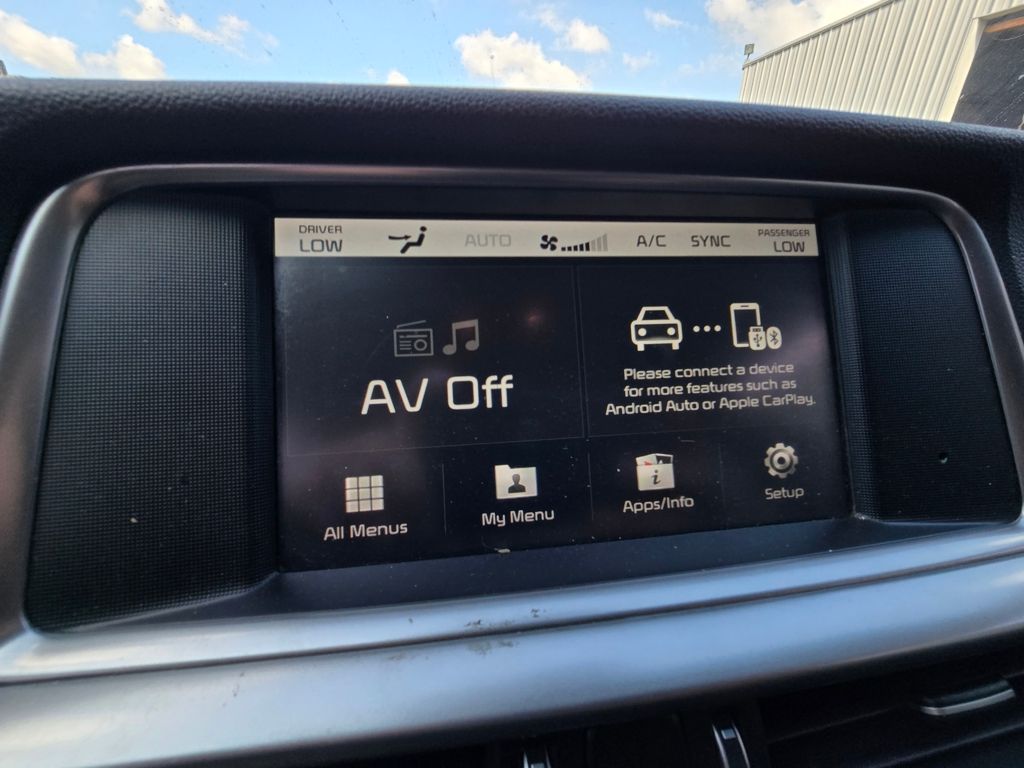 DRIVER
LOW
AUTO
A/C
SYNC
PASSENGER
LOW
AV Off
Please connect a device
for more features such as
Android Auto or Apple CarPlay.
All Menus
My Menu
i
Apps/Info
Setup